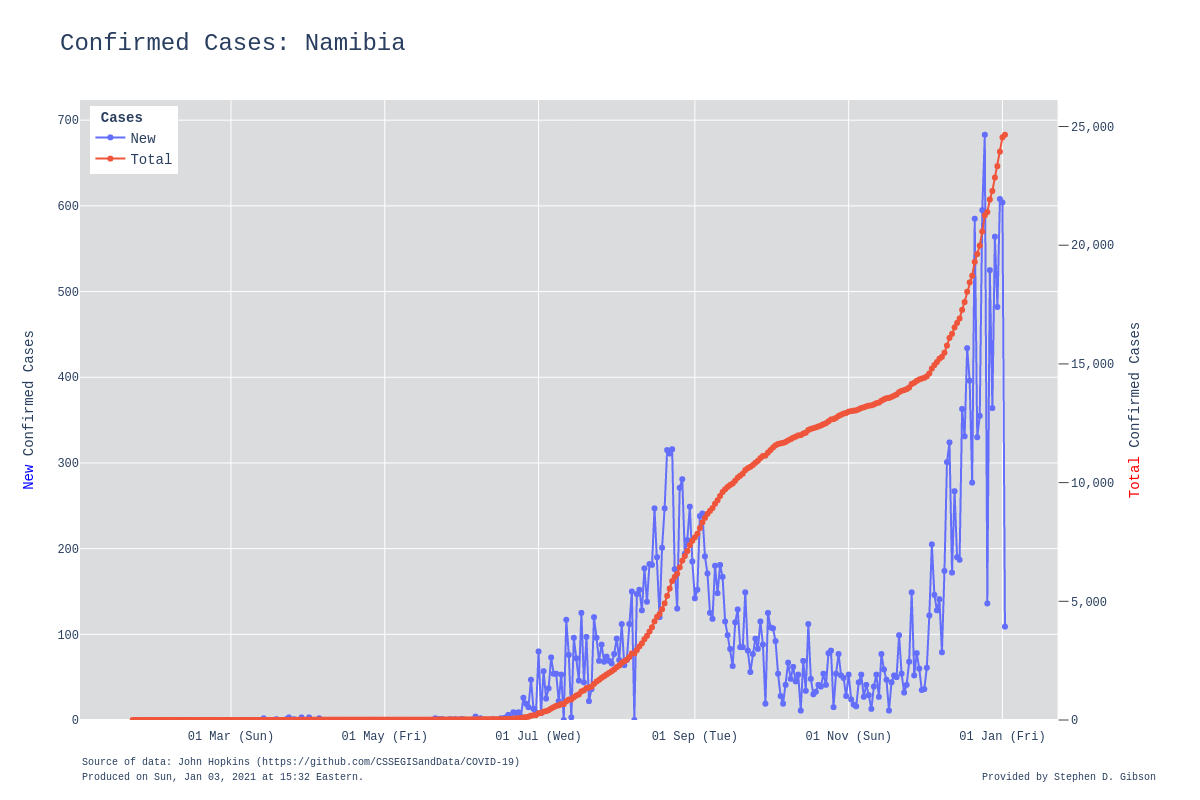 Confirmed Cases: Namibia
Cases
New
Total
700
600
500
400
300
200
100
0
25,000
20,000
15,000
10,000
5,000
0
New Confirmed Cases
Total Confirmed Cases
01 Mar (Sun) 01 May (Fri) 01 Jul (Wed) 01 Sep (Tue) 01 Nov (Sun) 01 Jan (Fri)
Source of data: John Hopkins (https://github.com/CSSEGISandData/COVID-19)
Produced on Sun, Jan 03, 2021 at 15:32 Eastern.
Provided by Stephen D. Gibson